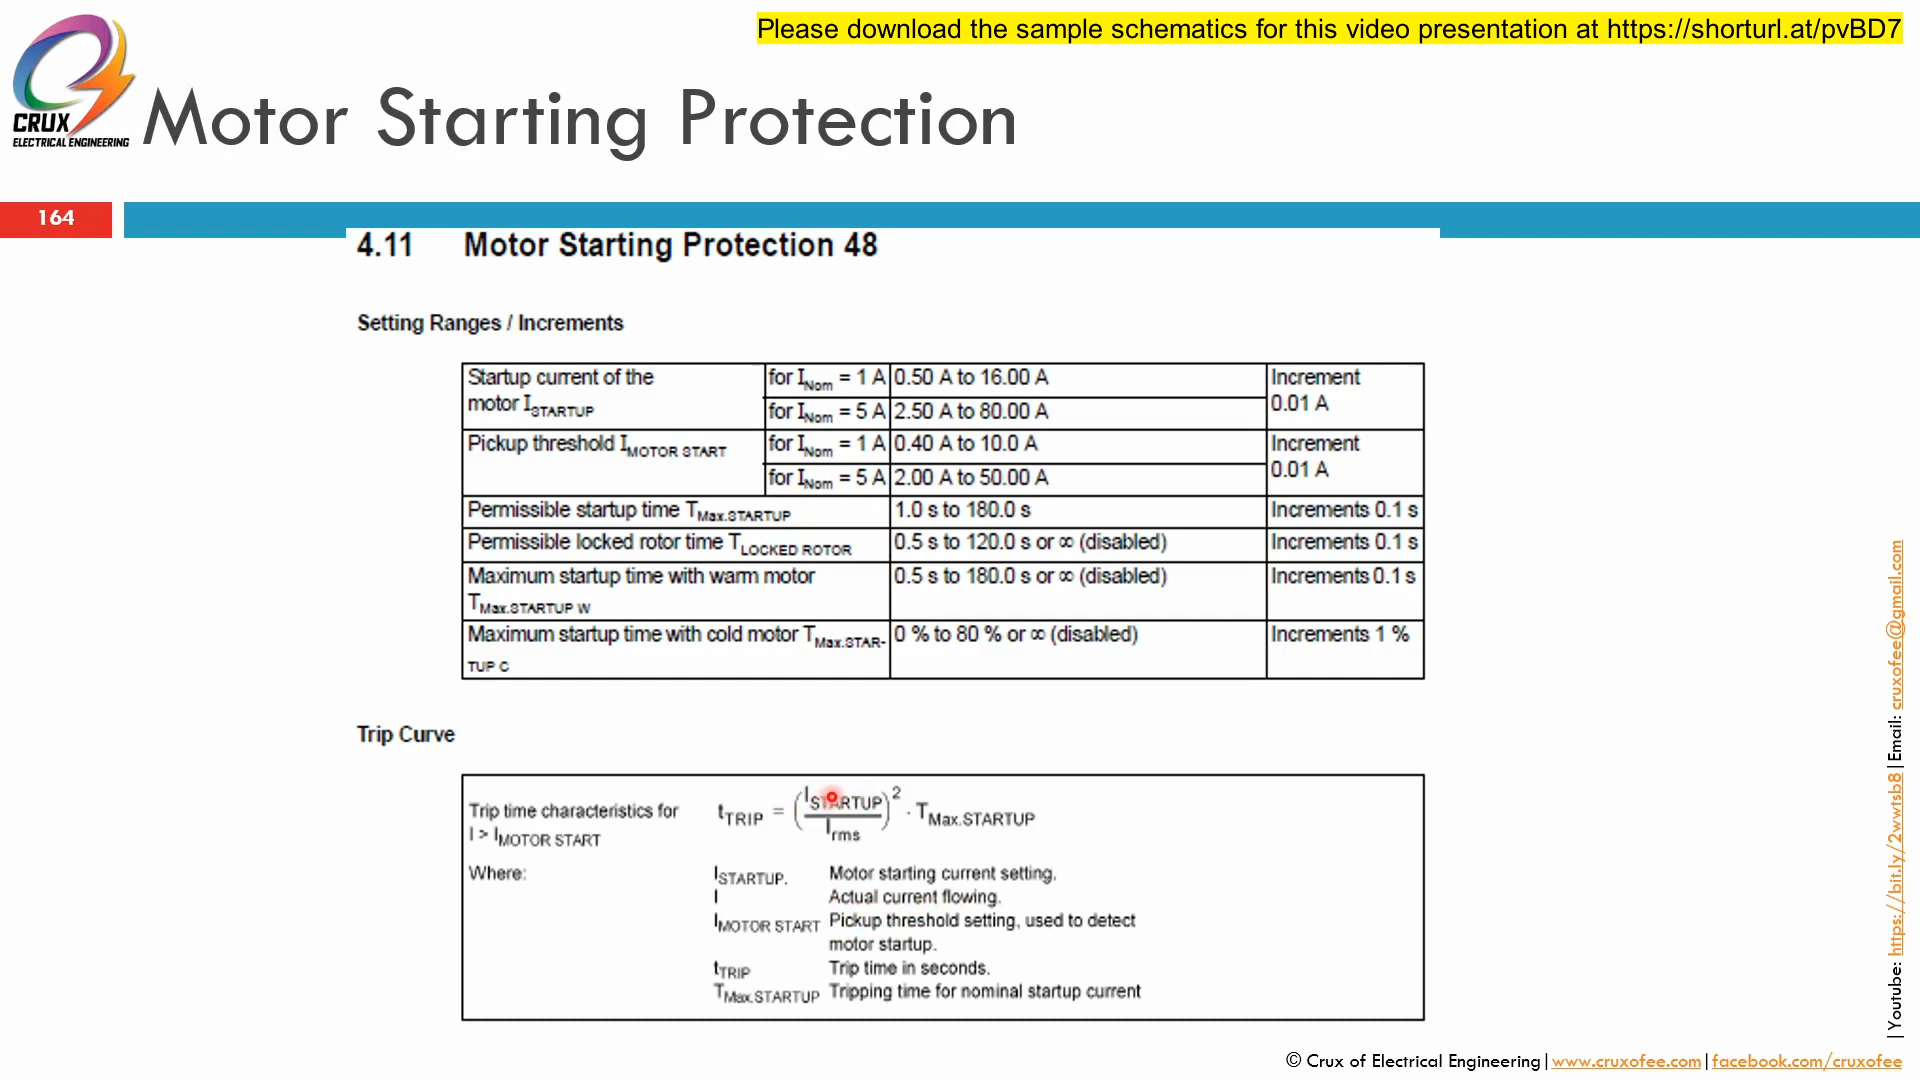 Please download the sample schematics for this video presentation at https://shorturl.at/pvBD7
CRUX
ELECTRICAL ENGINEERING
Motor Starting Protection
164
4.11 Motor Starting Protection 48
Setting Ranges / Increments
Startup current of the motor ISTARTUP for INom = 1 A 0.50 A to 16.00 A Increment 0.01 A
for INom = 5 A 2.50 A to 80.00 A
Pickup threshold IMOTOR START for INom = 1 A 0.40 A to 10.0 A Increment 0.01 A
for INom = 5 A 2.00 A to 50.00 A
Permissible startup time TMax.STARTUP 1.0 s to 180.0 s Increments 0.1 s
Permissible locked rotor time TLOCKED ROTOR 0.5 s to 120.0 s or ∞ (disabled) Increments 0.1 s
Maximum startup time with warm motor TMax.STARTUP W 0.5 s to 180.0 s or ∞ (disabled) Increments 0.1 s
Maximum startup time with cold motor TMax.STAR-TUP C 0 % to 80 % or ∞ (disabled) Increments 1 %
Trip Curve
Trip time characteristics for I > IMOTOR START tTRIP = (ISTARTUP / Irms)2 · TMax.STARTUP
Where:
ISTARTUP. Motor starting current setting.
I Actual current flowing.
IMOTOR START Pickup threshold setting, used to detect
motor startup.
tTRIP Trip time in seconds.
TMax.STARTUP Tripping time for nominal startup current
|Youtube: https://bit.ly/2wwtsb8|Email: cruxofee@gmail.com
© Crux of Electrical Engineering|www.cruxofee.com|facebook.com/cruxofee